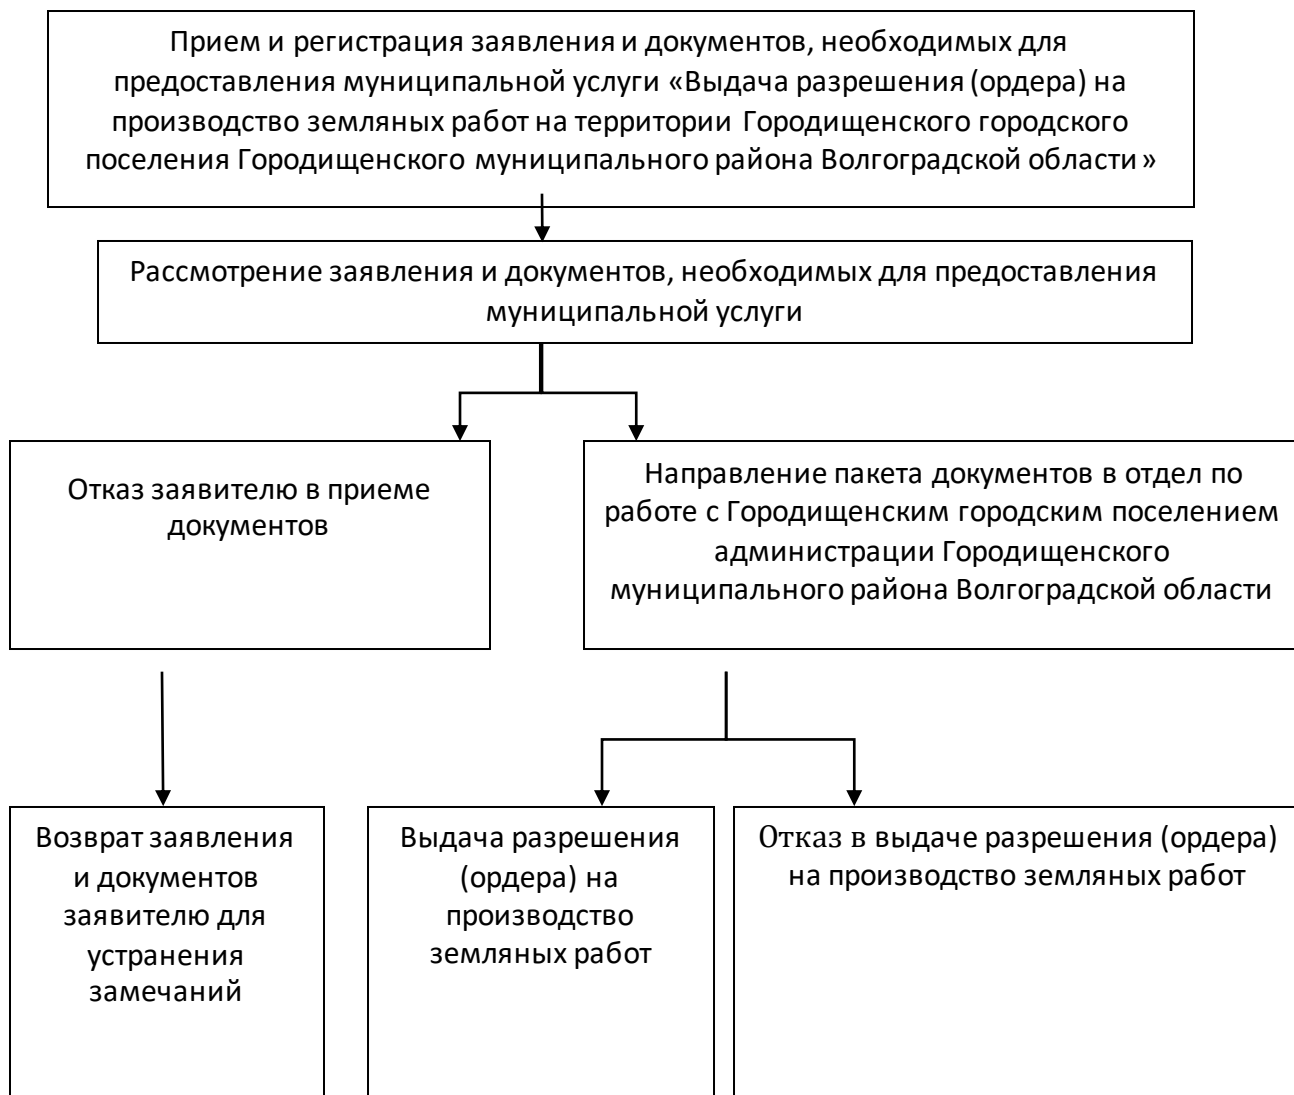 Прием и регистрация заявления и документов, необходимых для
предоставления муниципальной услуги «Выдача разрешения (ордера) на
производство земляных работ на территории Городищенского городского
поселения Городищенского муниципального района Волгоградской области»
Рассмотрение заявления и документов, необходимых для предоставления
муниципальной услуги
Отказ заявителю в приеме
документов
Направление пакета документов в отдел по
работе с Городищенским городским поселением
администрации Городищенского
муниципального района Волгоградской области
Возврат заявления
и документов
заявителю для
устранения
замечаний
Выдача разрешения
(ордера) на
производство
земляных работ
Отказ в выдаче разрешения (ордера)
на производство земляных работ